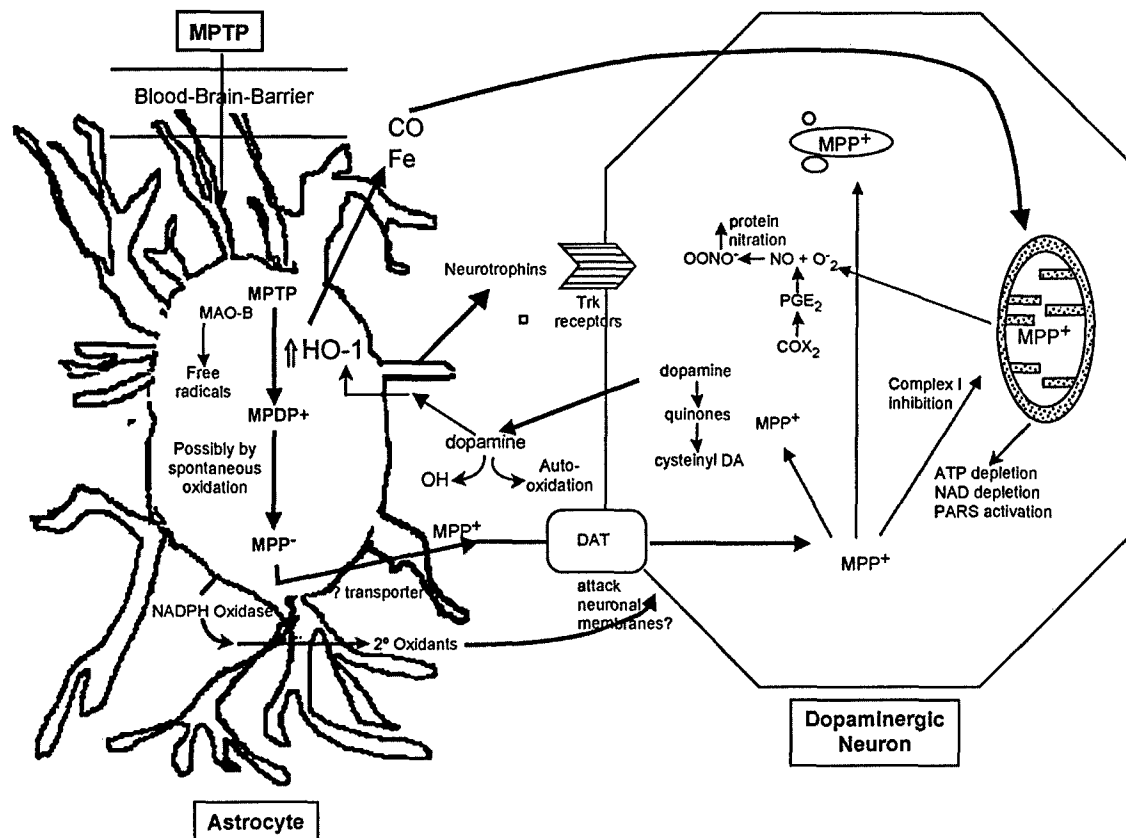 MPTP
Blood-Brain-Barrier
CO
Fe
MPTP
MAO-B
Free
radicals
⇑ HO-1
MPDP+
Possibly by
spontaneous
oxidation
MPP-
NADPH Oxidase
2º Oxidants
? transporter
MPP+
Neurotrophins
Trk
receptors
dopamine
OH
Auto-
oxidation
DAT
attack
neuronal
membranes?
MPP+
protein
nitration
OONO-
NO + O-2
PGE2
COX2
dopamine
quinones
cysteinyl DA
MPP+
MPP+
Complex I
inhibition
MPP+
ATP depletion
NAD depletion
PARS activation
Dopaminergic
Neuron
Astrocyte